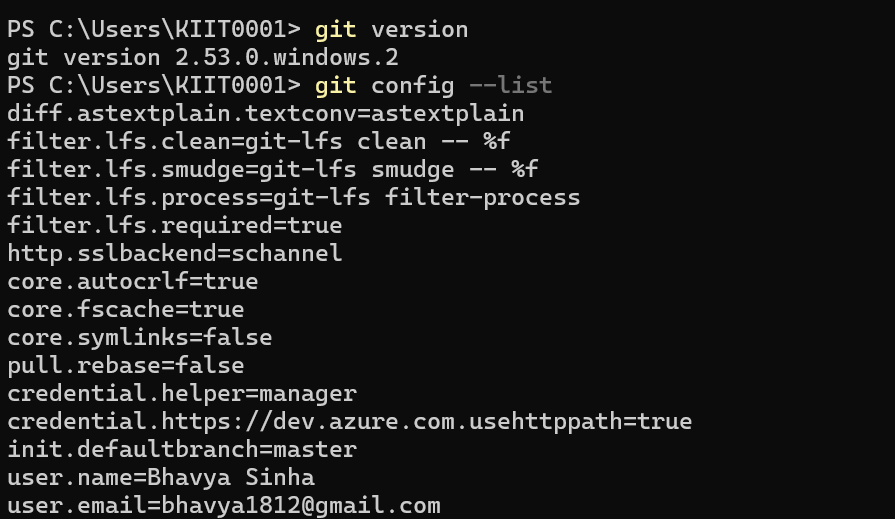 PS C:\Users\KIIT0001> git version
git version 2.53.0.windows.2
PS C:\Users\KIIT0001> git config --list
diff.astextplain.textconv=astextplain
filter.lfs.clean=git-lfs clean -- %f
filter.lfs.smudge=git-lfs smudge -- %f
filter.lfs.process=git-lfs filter-process
filter.lfs.required=true
http.sslbackend=schannel
core.autocrlf=true
core.fscache=true
core.symlinks=false
pull.rebase=false
credential.helper=manager
credential.https://dev.azure.com.usehttppath=true
init.defaultbranch=master
user.name=Bhavya Sinha
user.email=bhavya1812@gmail.com